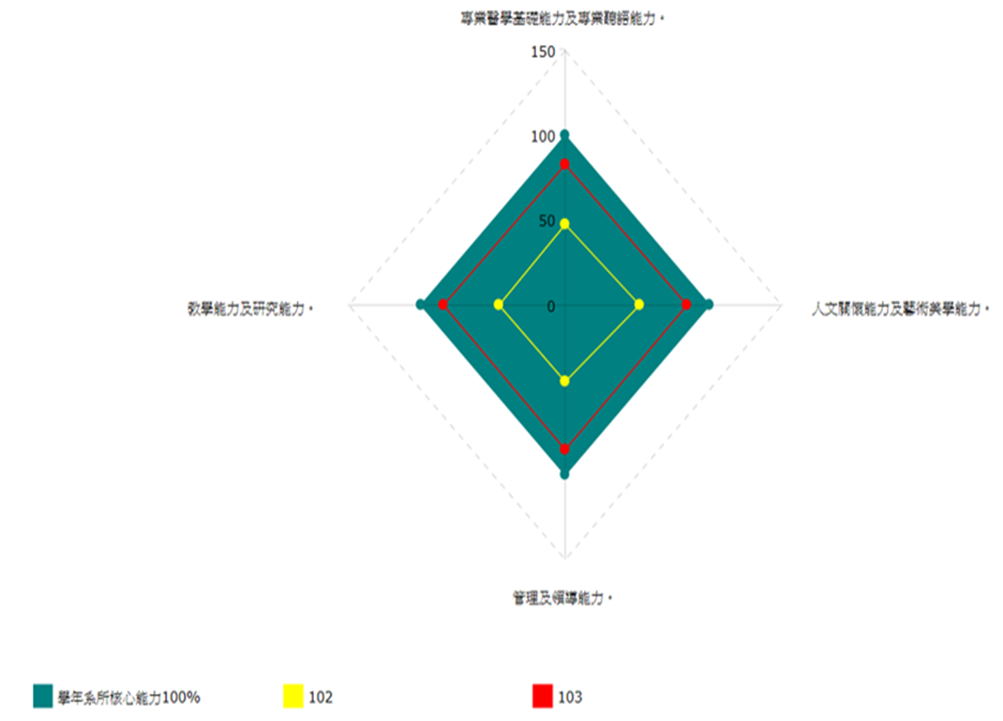 專業醫學基礎能力及專業聽語能力。
150
100
50
0
教學能力及研究能力。
人文關懷能力及藝術美學能力。
管理及領導能力。
學年系所核心能力100%
102
103